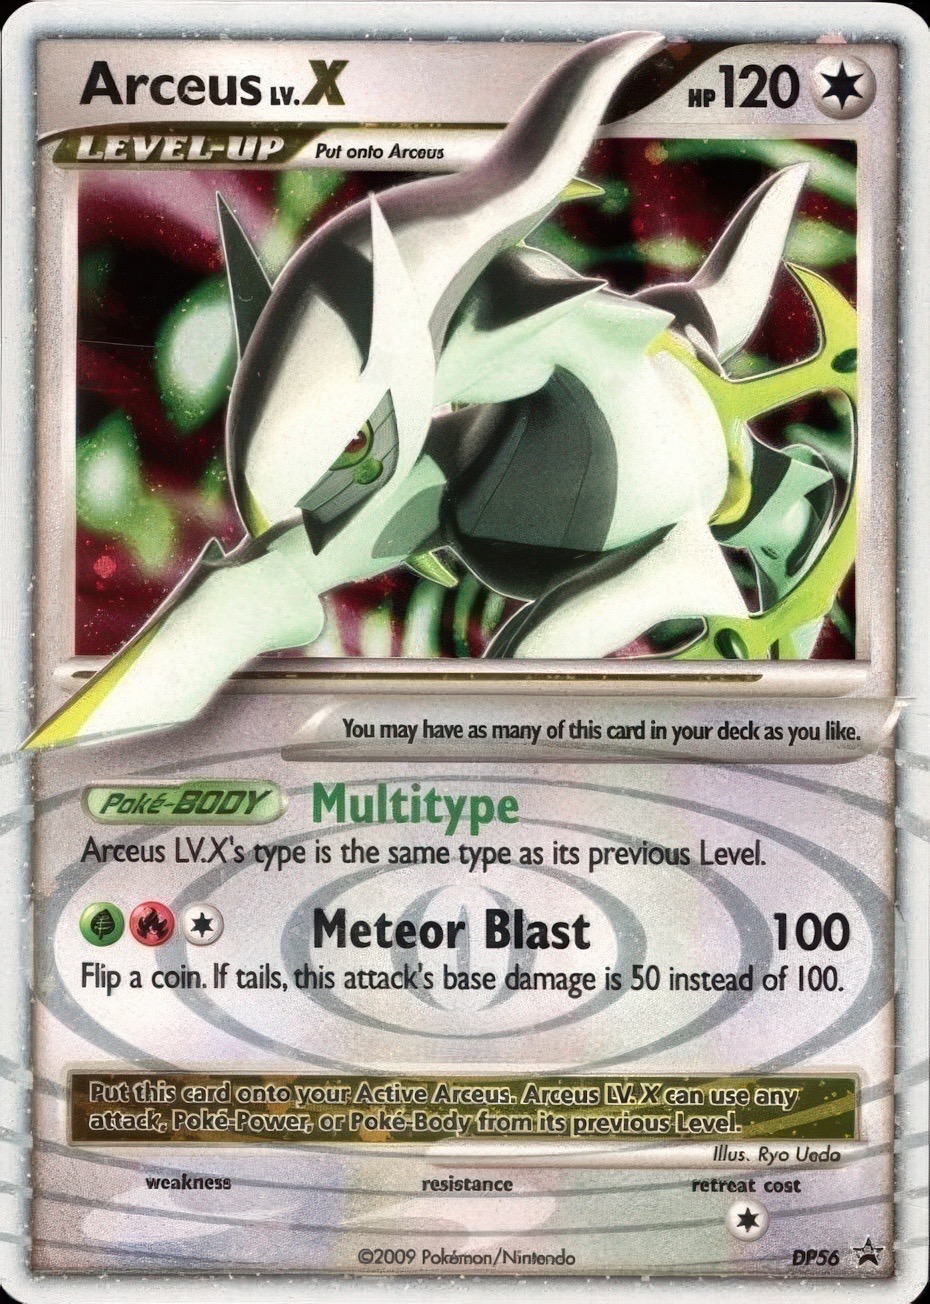 Arceus LV.X
HP 120
LEVEL-UP Put onto Arceus
You may have as many of this card in your deck as you like.
Poké-BODY Multitype
Arceus LV.X's type is the same type as its previous Level.
Meteor Blast 100
Flip a coin. If tails, this attack's base damage is 50 instead of 100.
Put this card onto your Active Arceus. Arceus LV.X can use any
attack, Poké-Power, or Poké-Body from its previous Level.
Illus. Ryo Ueda
weakness resistance retreat cost
©2009 Pokémon/Nintendo
DP56